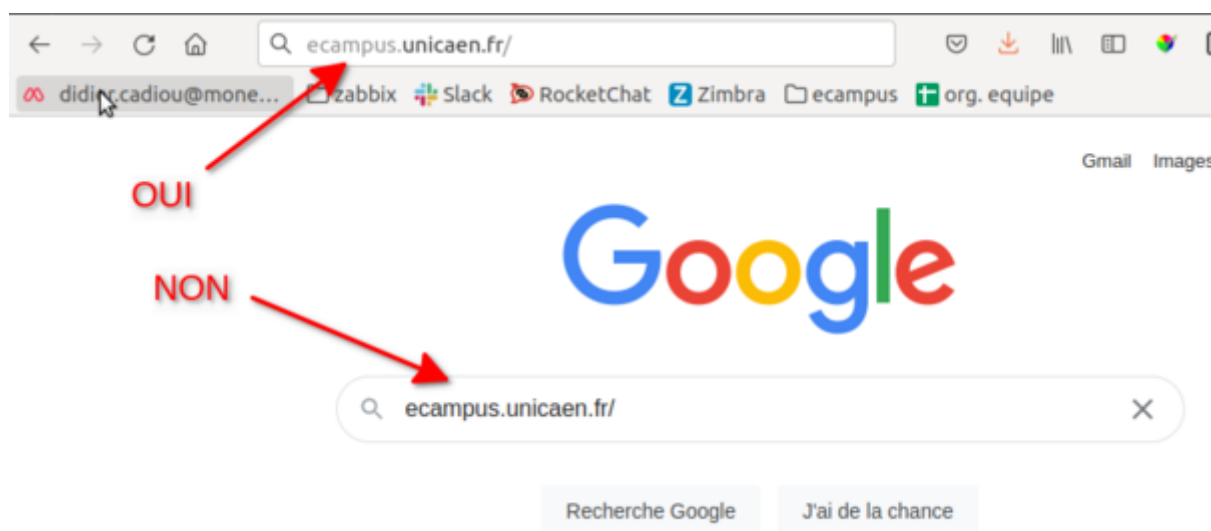 ecampus.unicaen.fr/
didier.cadiou@mone... zabbix Slack RocketChat Z Zimbra ecampus org. equipe
Gmail Images
OUI
Google
NON
ecampus.unicaen.fr/
Recherche Google J'ai de la chance